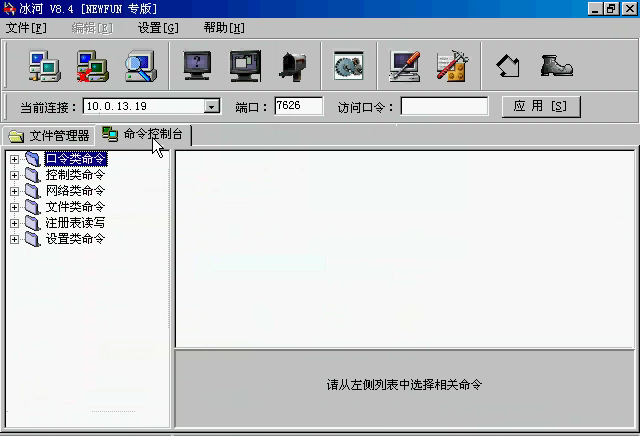 冰河 V8.4 [NEWFUN 专版]
文件[F] 编辑[E] 设置[G] 帮助[H]
当前连接： 10.0.13.19 端口： 7626 访问口令： 应 用 [S]
文件管理器 命令控制台
口令类命令
控制类命令
网络类命令
文件类命令
注册表读写
设置类命令
请从左侧列表中选择相关命令